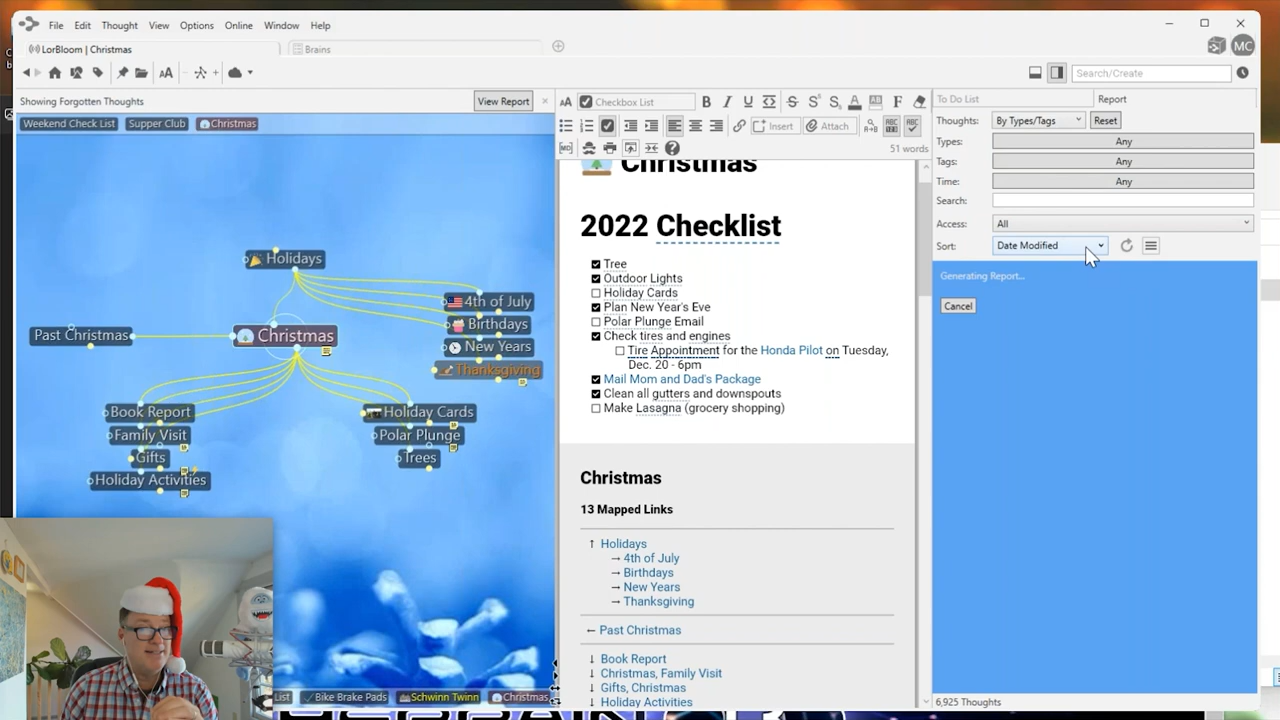 File Edit Thought View Options Online Window Help
LorBloom | Christmas
Brains
MC
AA
Search/Create
Showing Forgotten Thoughts
View Report
Checkbox List
B I U
Insert
Attach
51 words
Weekend Check List
Supper Club
Christmas
Holidays
4th of July
Birthdays
New Years
Thanksgiving
Past Christmas
Christmas
Book Report
Family Visit
Gifts
Holiday Activities
Holiday Cards
Polar Plunge
Trees
List
Bike Brake Pads
Schwinn Twinn
Christmas
Christmas
2022 Checklist
Tree
Outdoor Lights
Holiday Cards
Plan New Year's Eve
Polar Plunge Email
Check tires and engines
Tire Appointment for the Honda Pilot on Tuesday,
Dec. 20 - 6pm
Mail Mom and Dad's Package
Clean all gutters and downspouts
Make Lasagna (grocery shopping)
Christmas
13 Mapped Links
↑ Holidays
→ 4th of July
→ Birthdays
→ New Years
→ Thanksgiving
← Past Christmas
↓ Book Report
↓ Christmas, Family Visit
↓ Gifts, Christmas
↓ Holiday Activities
To Do List
Report
Thoughts: By Types/Tags Reset
Types: Any
Tags: Any
Time: Any
Search:
Access: All
Sort: Date Modified
Generating Report...
Cancel
6,925 Thoughts